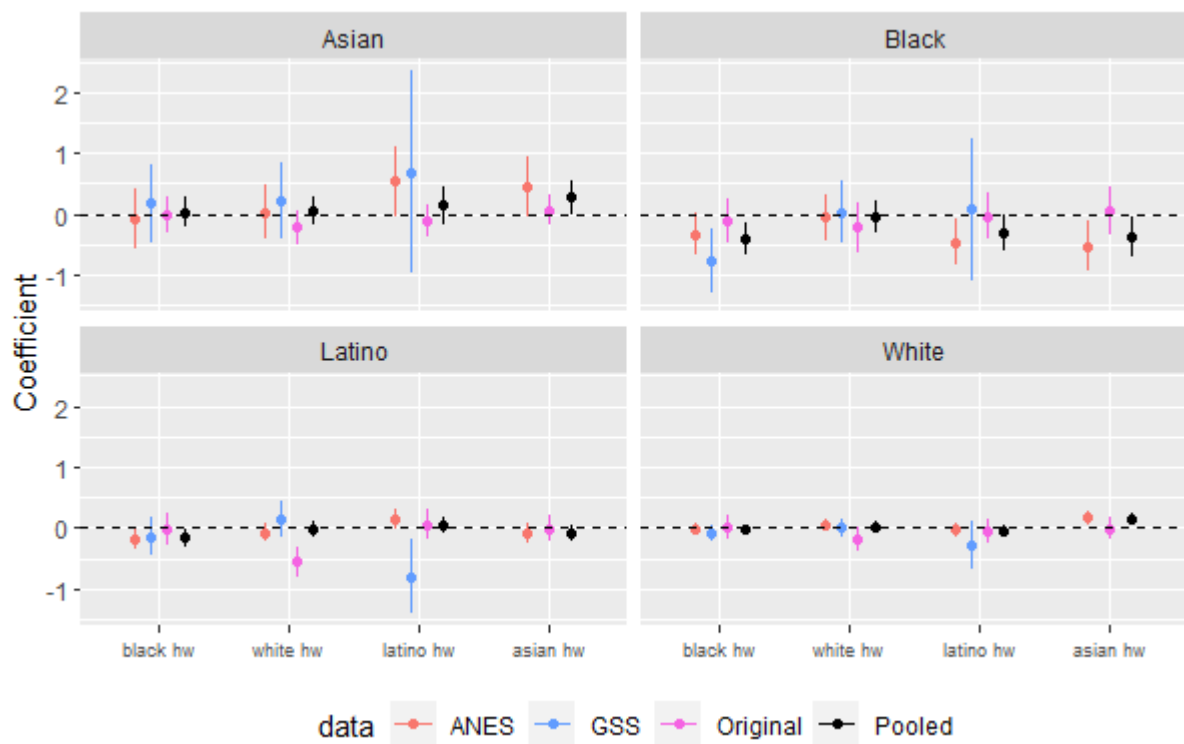 Asian Black
2
1
0
-1
Coefficient
Latino White
2
1
0
-1
black hw white hw latino hw asian hw black hw white hw latino hw asian hw
data ANES GSS Original Pooled